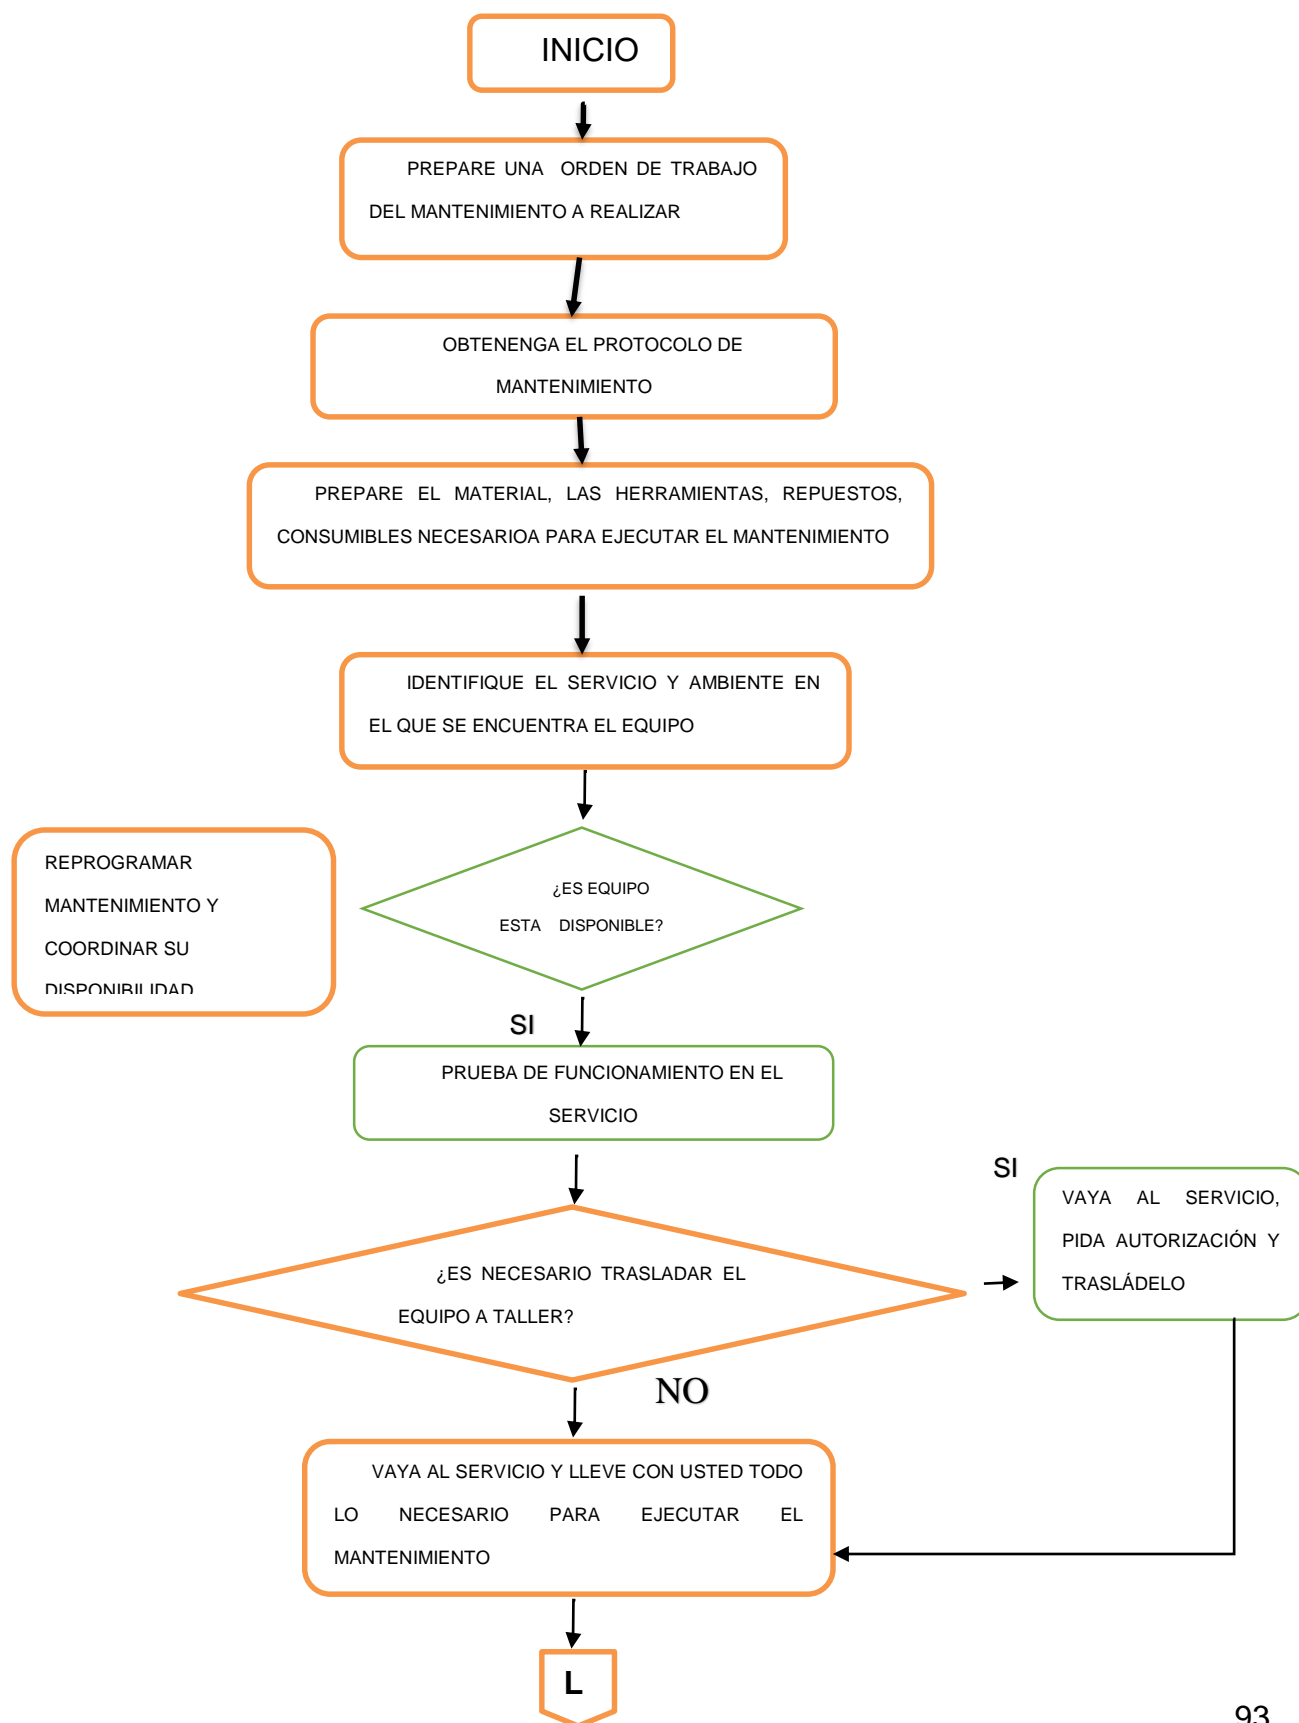 INICIO
PREPARE UNA ORDEN DE TRABAJO
DEL MANTENIMIENTO A REALIZAR
OBTENENGA EL PROTOCOLO DE
MANTENIMIENTO
PREPARE EL MATERIAL, LAS HERRAMIENTAS, REPUESTOS,
CONSUMIBLES NECESARIOA PARA EJECUTAR EL MANTENIMIENTO
IDENTIFIQUE EL SERVICIO Y AMBIENTE EN
EL QUE SE ENCUENTRA EL EQUIPO
REPROGRAMAR
MANTENIMIENTO Y
COORDINAR SU
DISPONIBILIDAD
¿ES EQUIPO
ESTA DISPONIBLE?
SI
PRUEBA DE FUNCIONAMIENTO EN EL
SERVICIO
¿ES NECESARIO TRASLADAR EL
EQUIPO A TALLER?
SI
VAYA AL SERVICIO,
PIDA AUTORIZACIÓN Y
TRASLÁDELO
NO
VAYA AL SERVICIO Y LLEVE CON USTED TODO
LO NECESARIO PARA EJECUTAR EL
MANTENIMIENTO
L
93